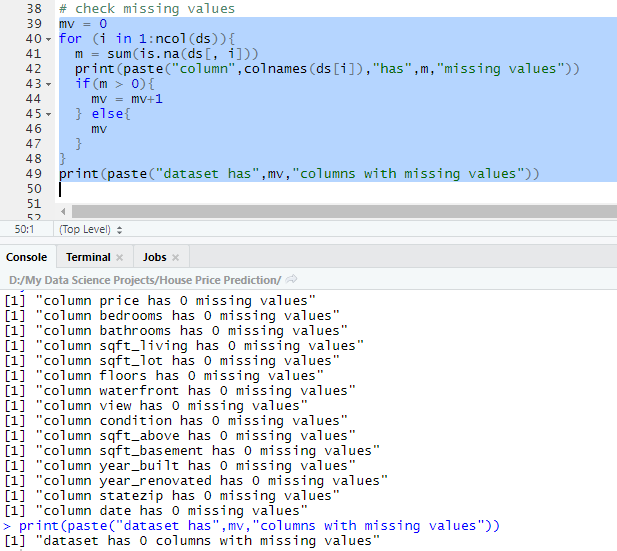 38 # check missing values
39 mv = 0
40 for (i in 1:ncol(ds)){
41 m = sum(is.na(ds[, i]))
42 print(paste("column",colnames(ds[i]),"has",m,"missing values"))
43 if(m > 0){
44 mv = mv+1
45 } else{
46 mv
47 }
48 }
49 print(paste("dataset has",mv,"columns with missing values"))
50
51
52
50:1 (Top Level)
Console Terminal × Jobs ×
D:/My Data Science Projects/House Price Prediction/
[1] "column price has 0 missing values"
[1] "column bedrooms has 0 missing values"
[1] "column bathrooms has 0 missing values"
[1] "column sqft_living has 0 missing values"
[1] "column sqft_lot has 0 missing values"
[1] "column floors has 0 missing values"
[1] "column waterfront has 0 missing values"
[1] "column view has 0 missing values"
[1] "column condition has 0 missing values"
[1] "column sqft_above has 0 missing values"
[1] "column sqft_basement has 0 missing values"
[1] "column year_built has 0 missing values"
[1] "column year_renovated has 0 missing values"
[1] "column statezip has 0 missing values"
[1] "column date has 0 missing values"
> print(paste("dataset has",mv,"columns with missing values"))
[1] "dataset has 0 columns with missing values"